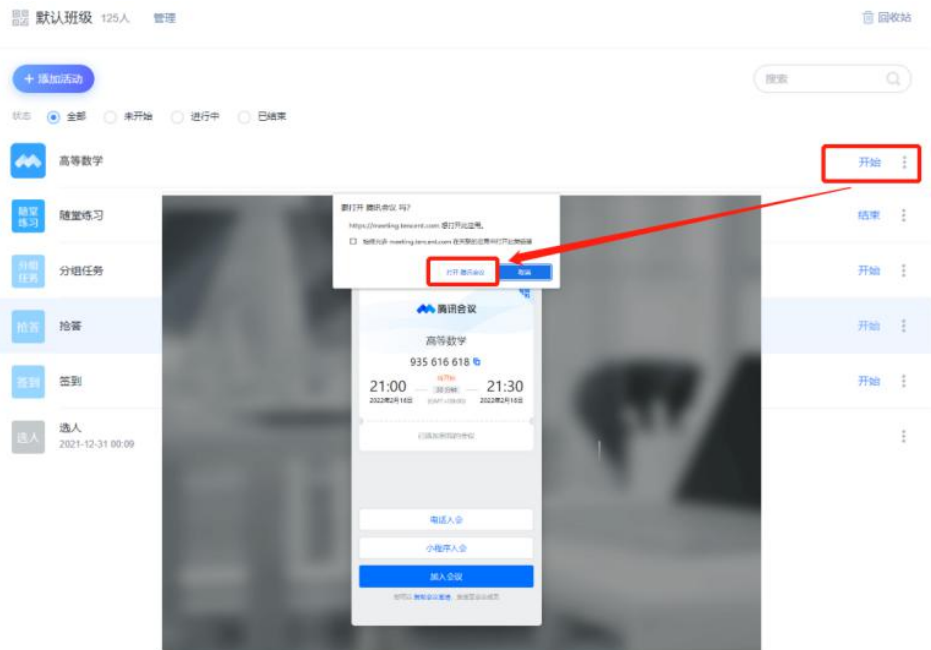 默认班级 125人 管理 回收站
+ 添加活动 搜索
状态 全部 未开始 进行中 已结束
高等数学 开始
随堂练习 随堂练习 结束
分组任务 分组任务 开始
抢答 抢答 开始
签到 签到 开始
选人 选人
2021-12-31 00:09
要打开 腾讯会议 吗?
https://meeting.tencent.com 想打开此应用。
打开 腾讯会议 取消
腾讯会议
高等数学
935 616 618
21:00 30分钟 21:30
2022年2月18日 2022年2月18日
电话入会
小程序入会
加入会议